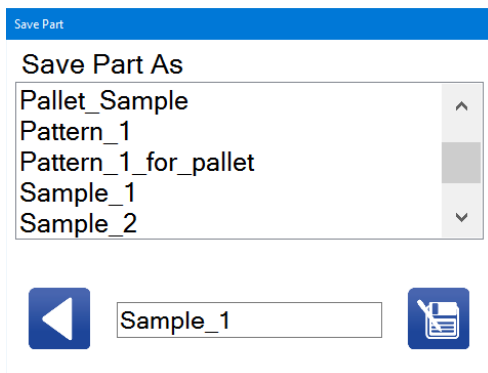 Save Part
Save Part As
Pallet_Sample
Pattern_1
Pattern_1_for_pallet
Sample_1
Sample_2
Sample_1